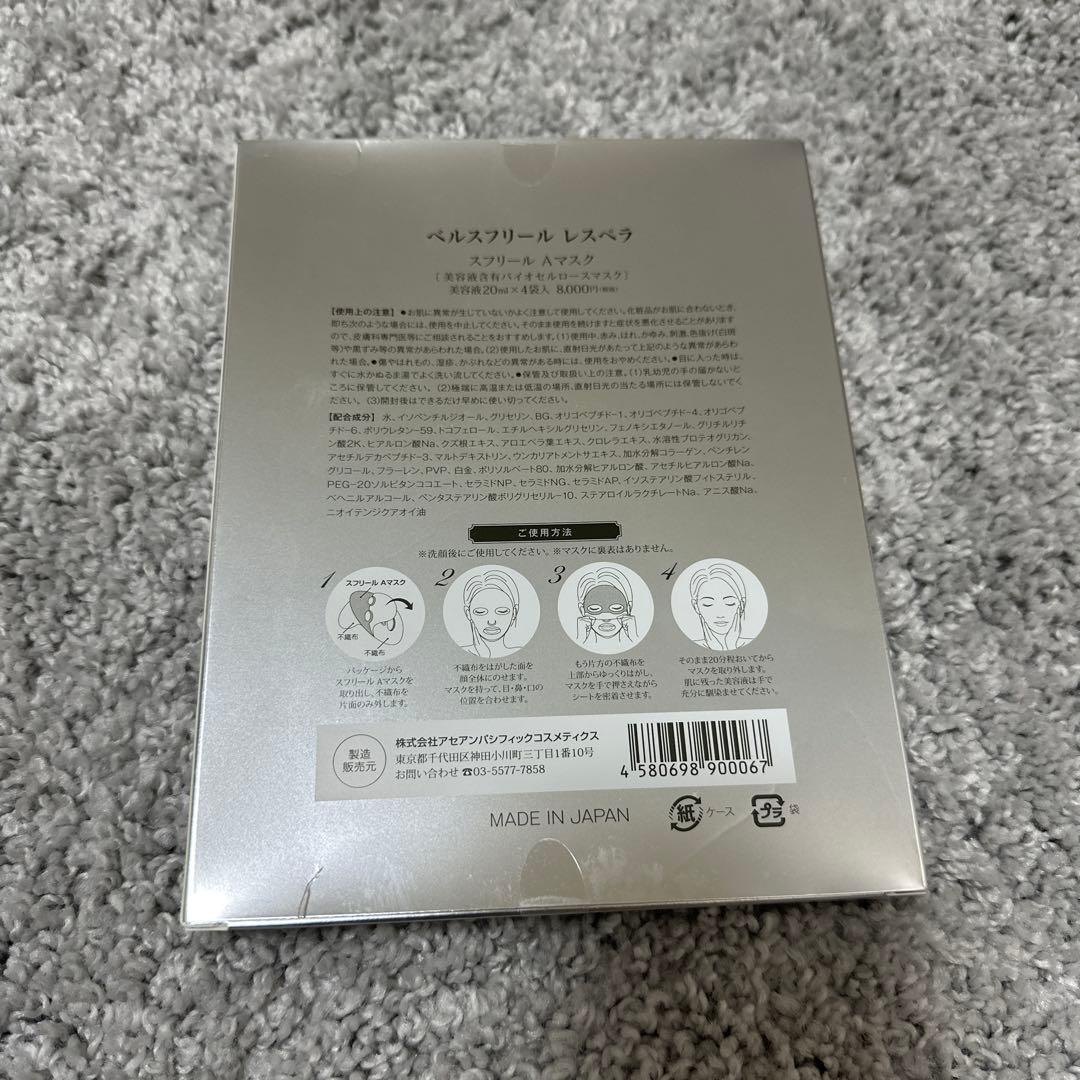 ベルスフリール レスペラ
スフリール Aマスク
[ 美容液含有バイオセルロースマスク ]
美容液20ml×4袋入 8,000円(税抜)
【使用上の注意】●お肌に異常が生じていないかよく注意して使用してください。化粧品がお肌に合わないとき、
即ち次のような場合には、使用を中止してください。そのまま使用を続けますと症状を悪化させることがあります
ので、皮膚科専門医等にご相談されることをおすすめします。(1)使用中、赤み、はれ、かゆみ、刺激、色抜け(白斑
等)や黒ずみ等の異常があらわれた場合。(2)使用したお肌に、直射日光があたって上記のような異常があらわ
れた場合。●傷やはれもの、湿疹、かぶれなどの異常がある時には、使用をおやめください。●目に入った時は、
すぐに水かぬるま湯でよく洗い流してください。●保管及び取扱い上の注意。(1)乳幼児の手の届かないと
ころに保管してください。(2)極端に高温または低温の場所、直射日光の当たる場所には保管しないでく
ださい。(3)開封後はできるだけ早めに使い切ってください。
【配合成分】 水、イソペンチルジオール、グリセリン、BG、オリゴペプチド-1、オリゴペプチド-4、オリゴペプ
チド-6、ポリウレタン-59、トコフェロール、エチルヘキシルグリセリン、フェノキシエタノール、グリチルリチ
ン酸2K、ヒアルロン酸Na、クズ根エキス、アロエベラ葉エキス、クロレラエキス、水溶性プロテオグリカン、
アセチルデカペプチド-3、マルトデキストリン、ウンカリアトメントサエキス、加水分解コラーゲン、ペンチレン
グリコール、フラーレン、PVP、白金、ポリソルベート80、加水分解ヒアルロン酸、アセチルヒアルロン酸Na、
PEG-20ソルビタンココエート、セラミドNP、セラミドNG、セラミドAP、イソステアリン酸フィトステリル、
ベヘニルアルコール、ペンタステアリン酸ポリグリセリル-10、ステアロイルラクチレートNa、アニス酸Na、
ニオイテンジクアオイ油
ご使用方法
※洗顔後にご使用してください。※マスクに裏表はありません。
1
スフリール Aマスク
不織布
不織布
パッケージから
スフリール Aマスクを
取り出し、不織布を
片面のみ外します。
2
不織布をはがした面を
顔全体にのせます。
マスクを持って、目・鼻・口の
位置を合わせます。
3
もう片方の不織布を
上部からゆっくりはがし、
マスクを手で押さえながら
シートを密着させます。
4
そのまま20分程おいてから
マスクを取り外します。
肌に残った美容液は手で
充分に馴染ませてください。
製造
販売元
株式会社アセアンパシフィックコスメティクス
東京都千代田区神田小川町三丁目1番10号
お問い合わせ ☎03-5577-7858
4 580698 900067
MADE IN JAPAN
紙 ケース
プラ 袋